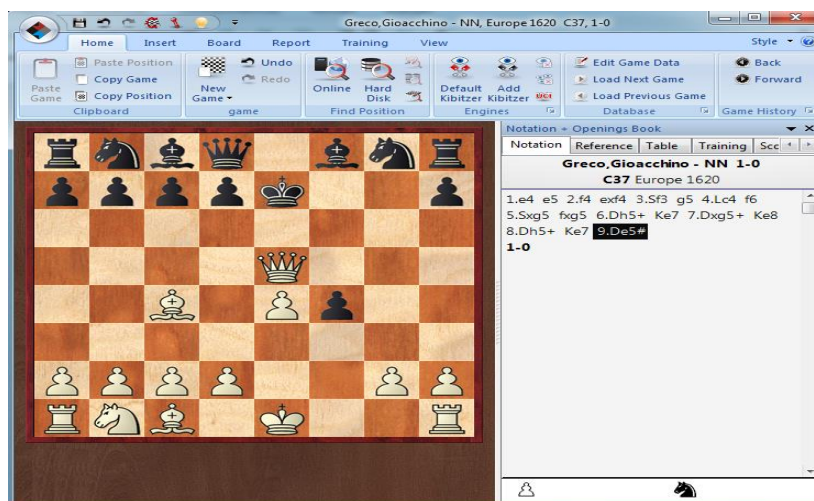 Greco,Gioacchino - NN, Europe 1620 C37, 1-0
Home Insert Board Report Training View Style
Paste Game
Paste Position
Copy Game
Copy Position
Clipboard
New Game
Undo
Redo
game
Online
Hard Disk
Find Position
Default Kibitzer
Add Kibitzer
UCI
Engines
Edit Game Data
Load Next Game
Load Previous Game
Database
Back
Forward
Game History
Notation + Openings Book
Notation Reference Table Training
Greco,Gioacchino - NN 1-0
C37 Europe 1620
1.e4 e5 2.f4 exf4 3.Sf3 g5 4.Lc4 f6
5.Sxg5 fxg5 6.Dh5+ Ke7 7.Dxg5+ Ke8
8.Dh5+ Ke7 9.De5#
1-0